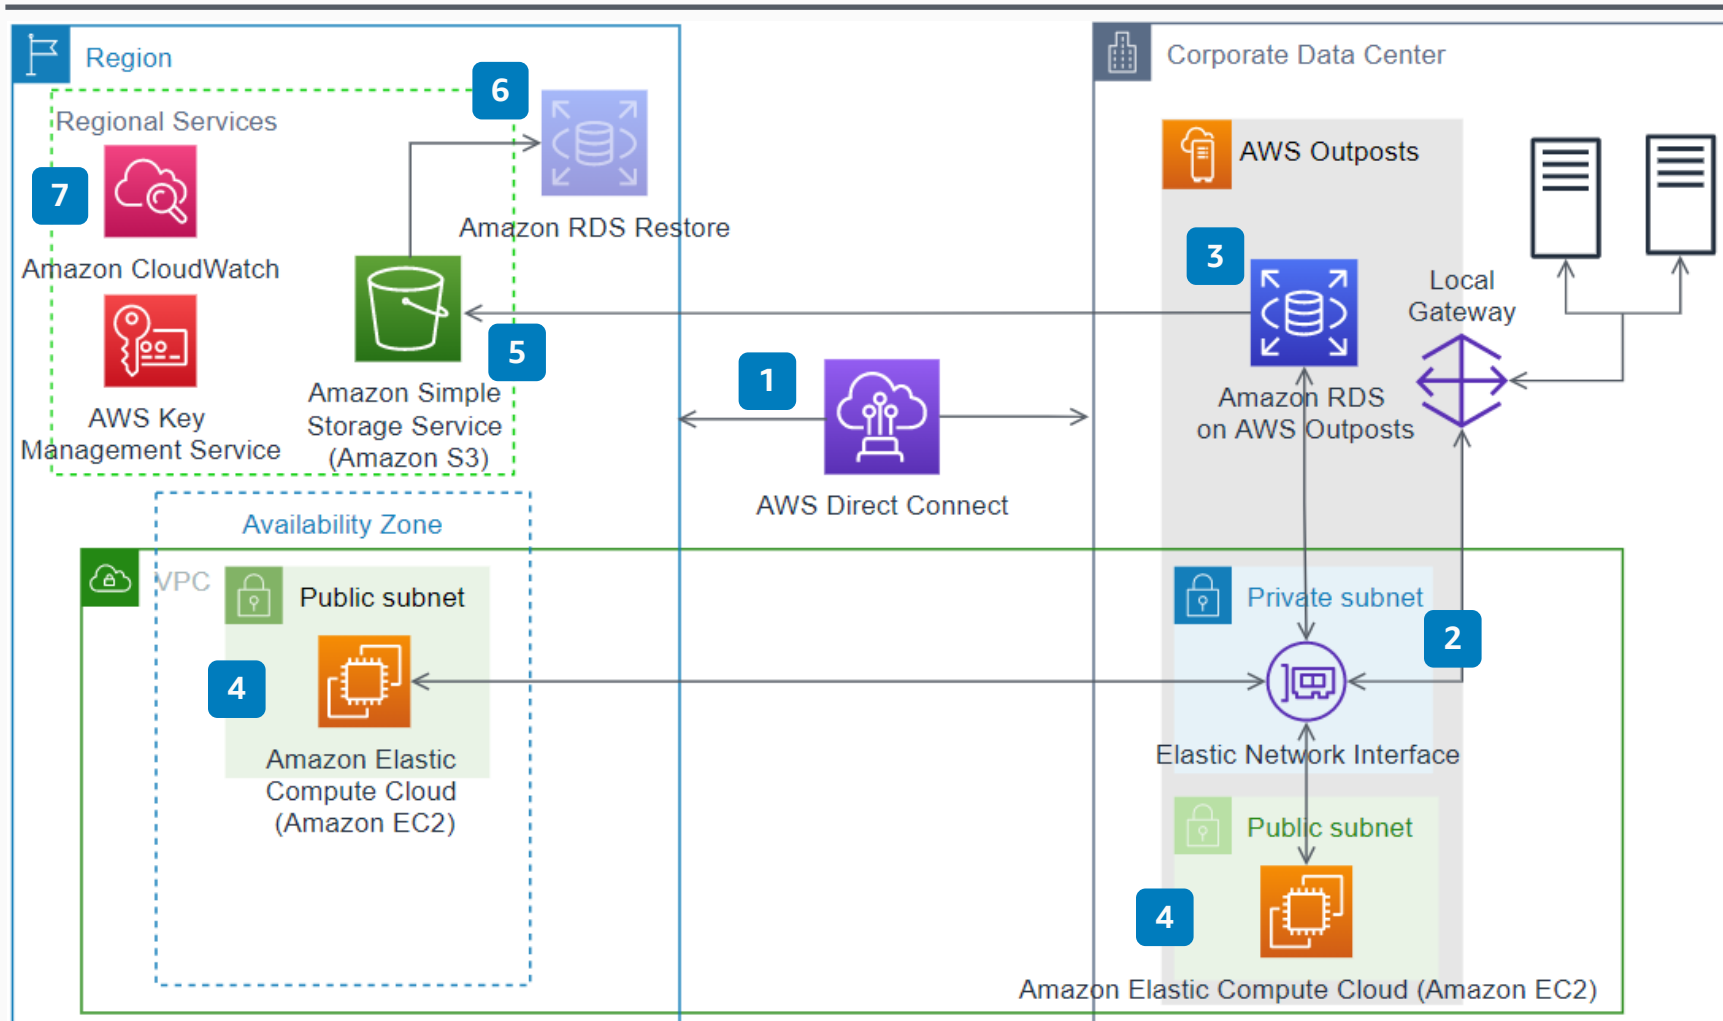 Region
Corporate Data Center
6
Regional Services
AWS Outposts
7
Amazon RDS Restore
3
Amazon CloudWatch
Local
Gateway
5
1
Amazon Simple
Storage Service
(Amazon S3)
AWS Key
Management Service
Amazon RDS
on AWS Outposts
AWS Direct Connect
Availability Zone
VPC
Public subnet
Private subnet
2
4
Elastic Network Interface
Amazon Elastic
Compute Cloud
(Amazon EC2)
Public subnet
4
Amazon Elastic Compute Cloud (Amazon EC2)